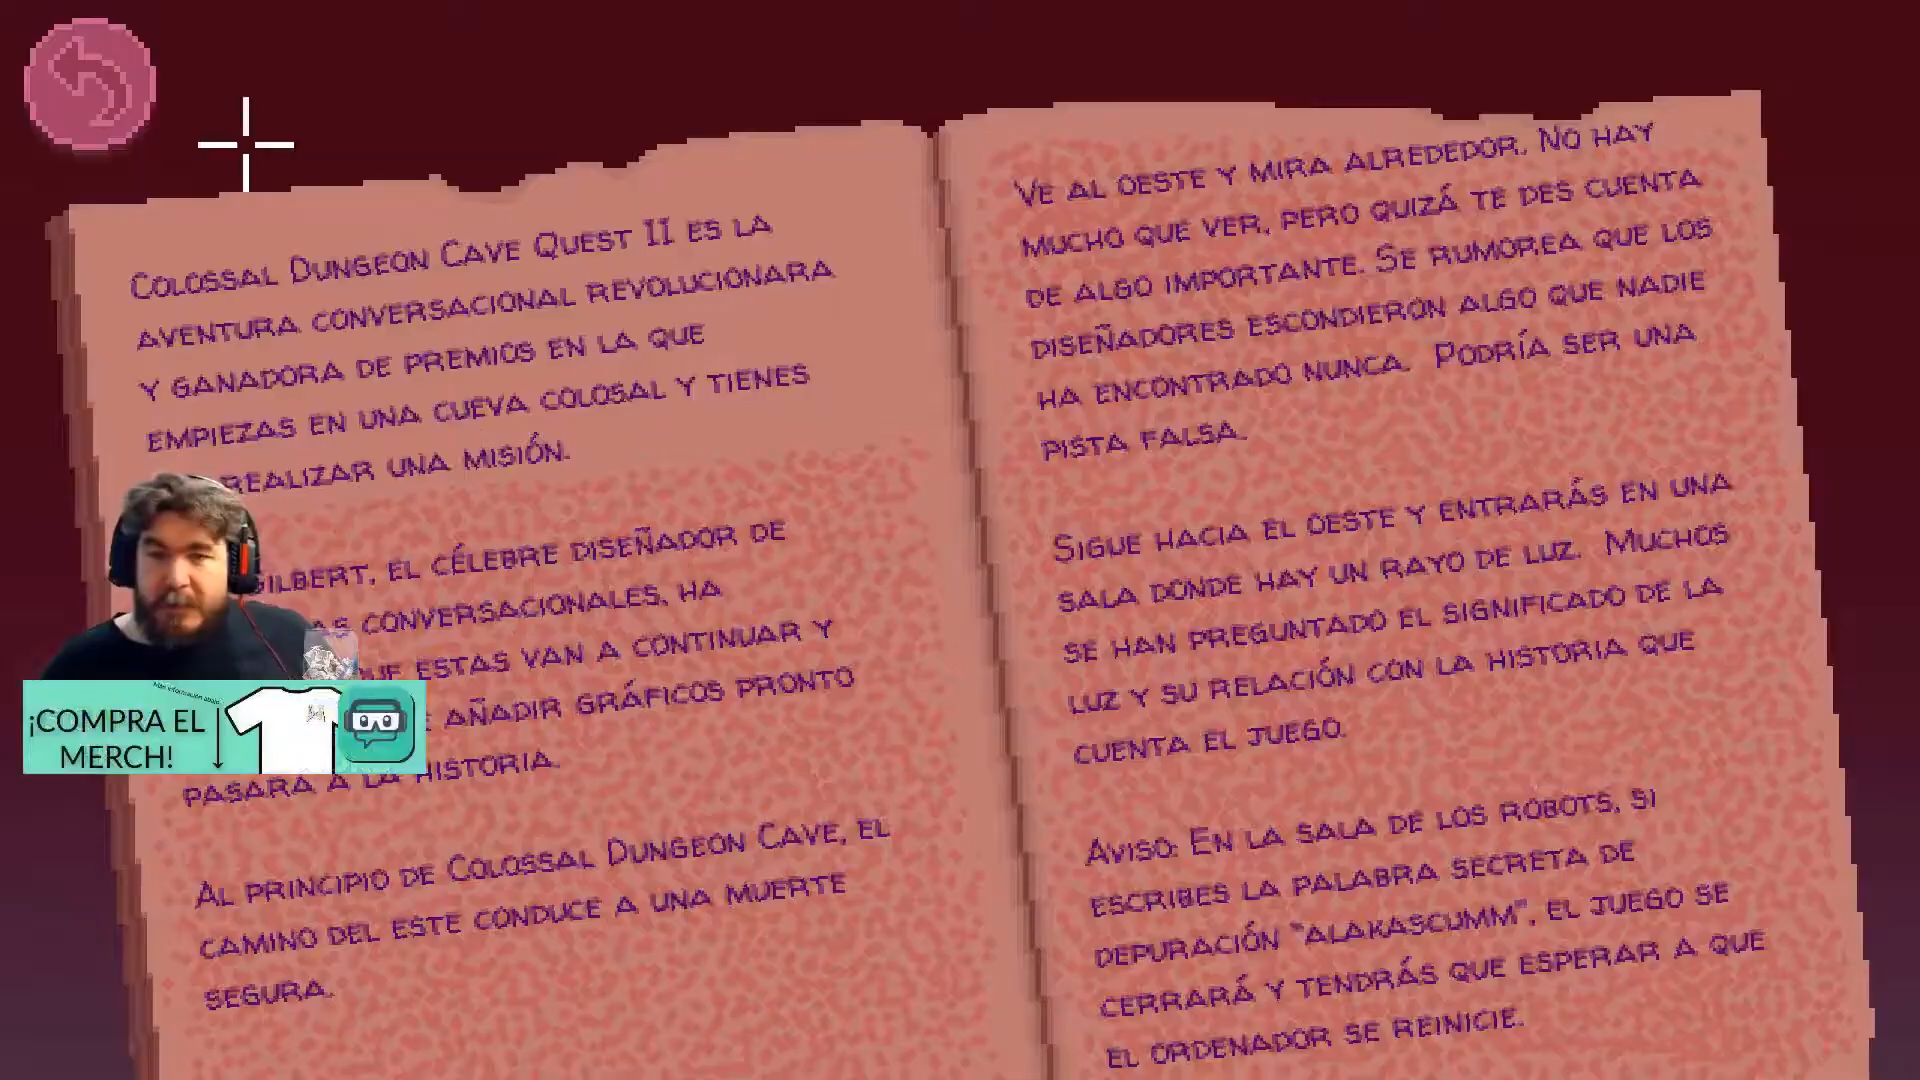 Colossal Dungeon Cave Quest II es la
aventura conversacional revolucionara
y ganadora de premios en la que
empiezas en una cueva colosal y tienes
realizar una misión.
Gilbert, el célebre diseñador de
conversacionales, ha
que estas van a continuar y
añadir gráficos pronto
pasará a la historia.
Al principio de Colossal Dungeon Cave, el
camino del este conduce a una muerte
segura.
Ve al oeste y mira alrededor. No hay
mucho que ver, pero quizá te des cuenta
de algo importante. Se rumorea que los
diseñadores escondieron algo que nadie
ha encontrado nunca. Podría ser una
pista falsa.
Sigue hacia el oeste y entrarás en una
sala donde hay un rayo de luz. Muchos
se han preguntado el significado de la
luz y su relación con la historia que
cuenta el juego.
Aviso: En la sala de los robots, si
escribes la palabra secreta de
depuración "alakascumm", el juego se
cerrará y tendrás que esperar a que
el ordenador se reinicie.
Más información abajo
¡COMPRA EL
MERCH!